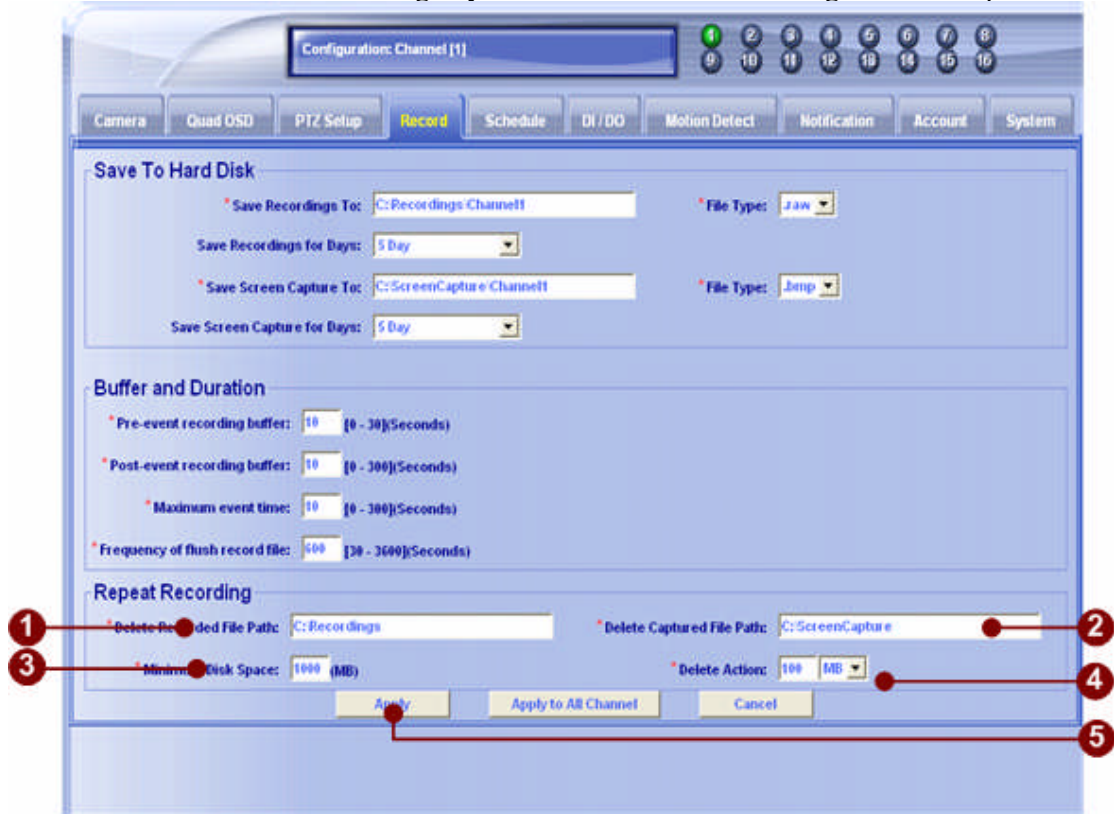 Configuration: Channel [1]
1 2 3 4 5 6 7 8
9 10 11 12 13 14 15 16
Camera Quad OSD PTZ Setup Record Schedule DI / DO Motion Detect Notification Account System
Save To Hard Disk
*Save Recordings To: C:\Recordings\Channel1 *File Type: .raw
Save Recordings for Days: 5 Day
*Save Screen Capture To: C:\ScreenCapture\Channel1 *File Type: .bmp
Save Screen Capture for Days: 5 Day
Buffer and Duration
*Pre-event recording buffer: 10 [0 - 30](Seconds)
*Post-event recording buffer: 10 [0 - 300](Seconds)
*Maximum event time: 10 [0 - 300](Seconds)
*Frequency of flush record file: 600 [30 - 3600](Seconds)
Repeat Recording
1 *Delete Recorded File Path: C:\Recordings *Delete Captured File Path: C:\ScreenCapture 2
3 *Minimum Disk Space: 1000 (MB) *Delete Action: 100 MB 4
Apply Apply to All Channel Cancel
5